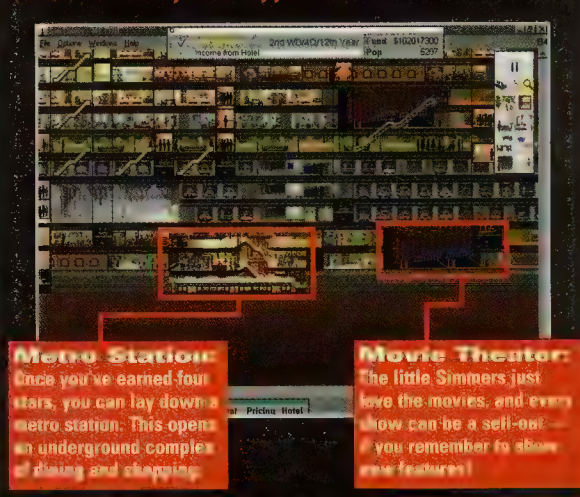 File Options Windows Help
2nd WD/4Q/12th Year
Fund $102017300
Income from Hotel
Pop 6297
Pricing Hotel
Metro Station:
Once you've earned four
stars, you can lay down a
metro station. This opens
an underground complex
of dining and shopping.
Movie Theater:
The little Simmers just
love the movies, and every
show can be a sell-out—
if you remember to show
new features!